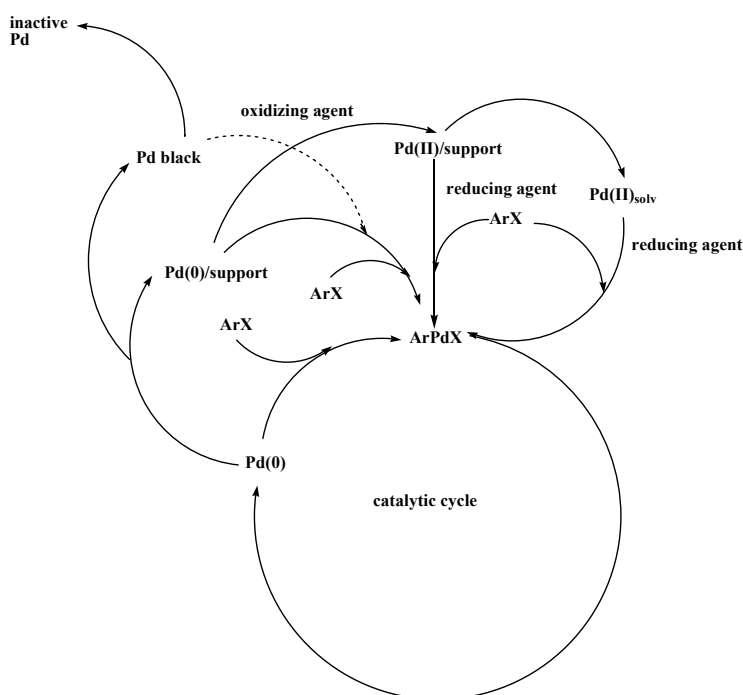 inactive
Pd
oxidizing agent
Pd black
Pd(II)/support
reducing agent
Pd(II)solv
ArX
reducing agent
Pd(0)/support
ArX
ArX
ArPdX
Pd(0)
catalytic cycle